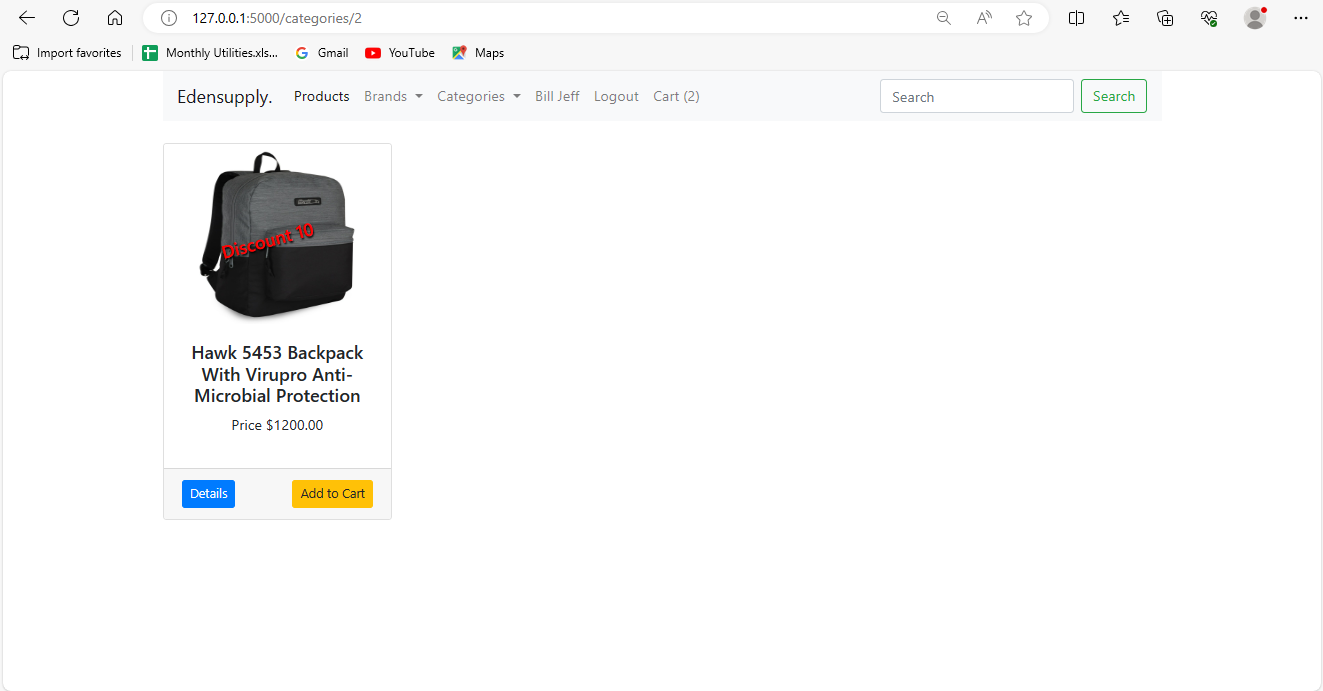 127.0.0.1:5000/categories/2
Import favorites Monthly Utilities.xls... Gmail YouTube Maps
Edensupply. Products Brands Categories Bill Jeff Logout Cart (2) Search Search
Discount 10
Hawk 5453 Backpack
With Virupro Anti-
Microbial Protection
Price $1200.00
Details Add to Cart